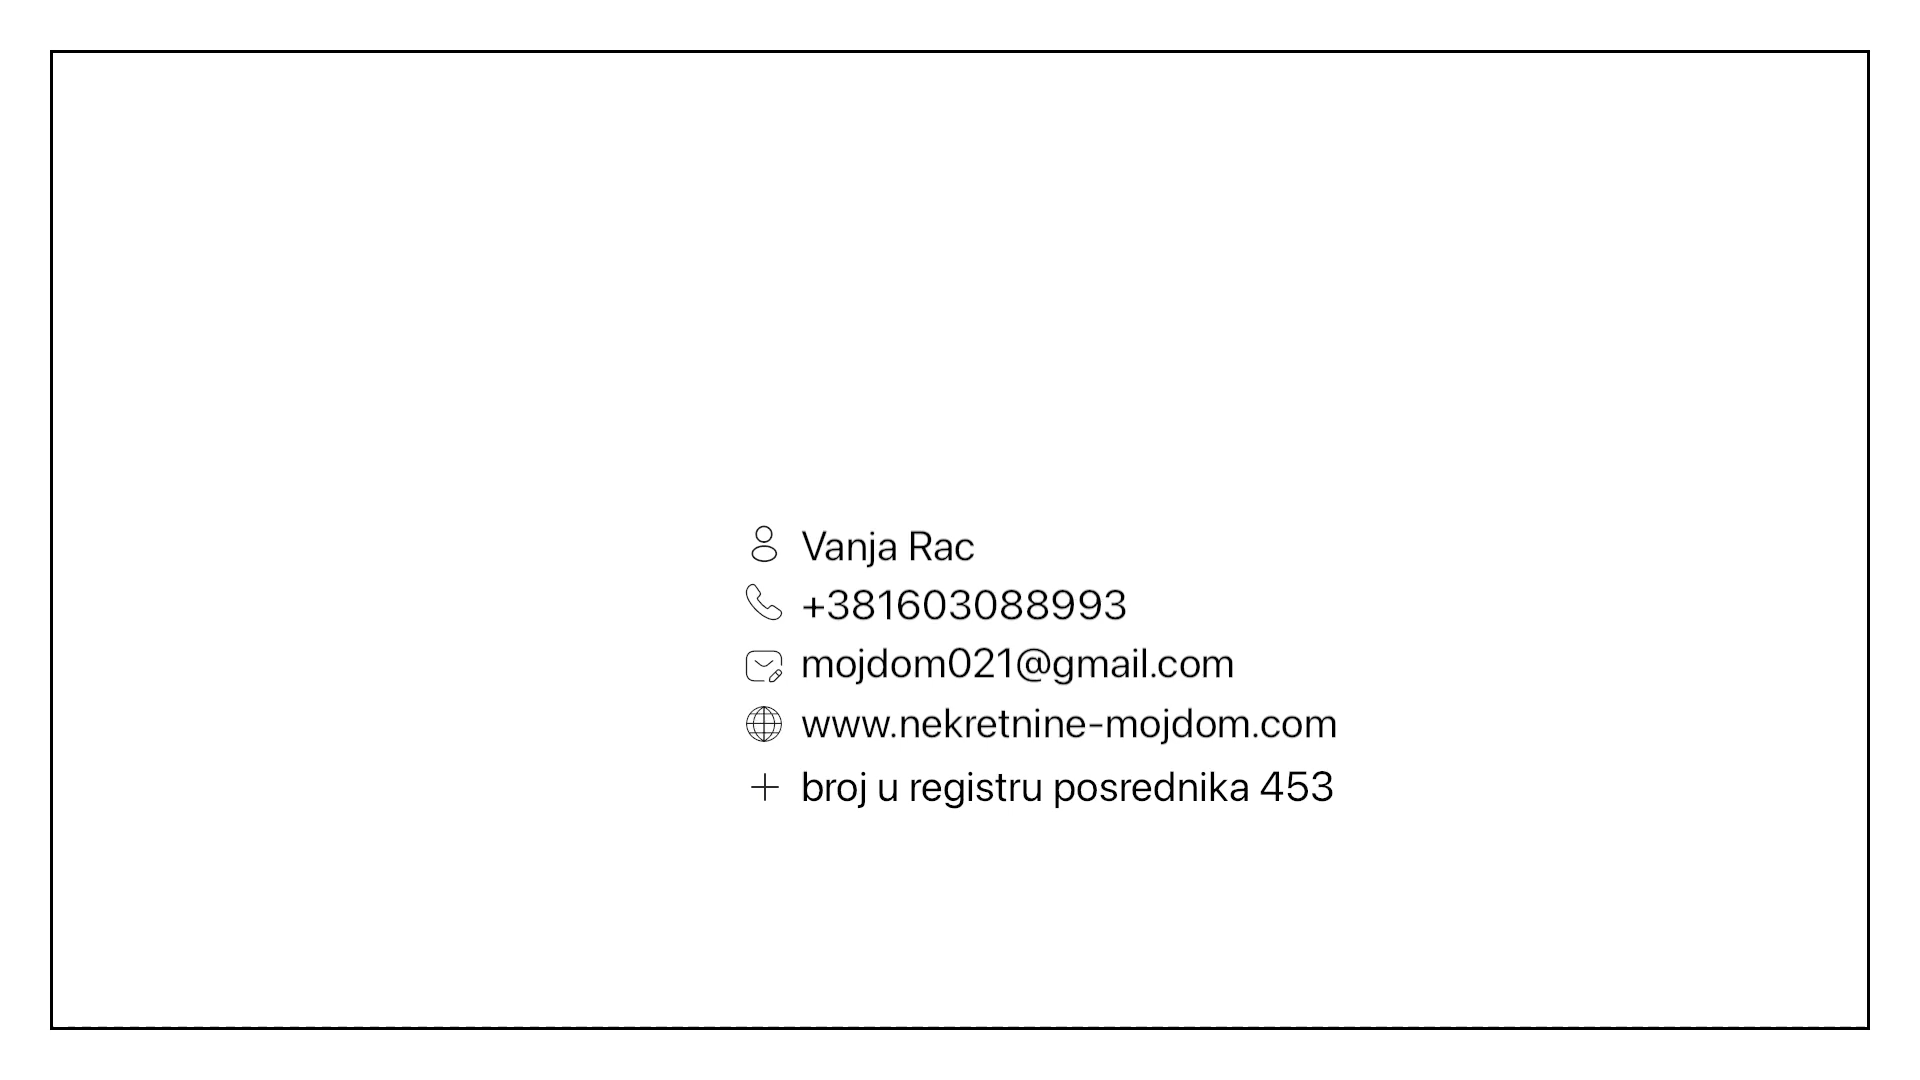 Vanja Rac
+381603088993
mojdom021@gmail.com
www.nekretnine-mojdom.com
broj u registru posrednika 453